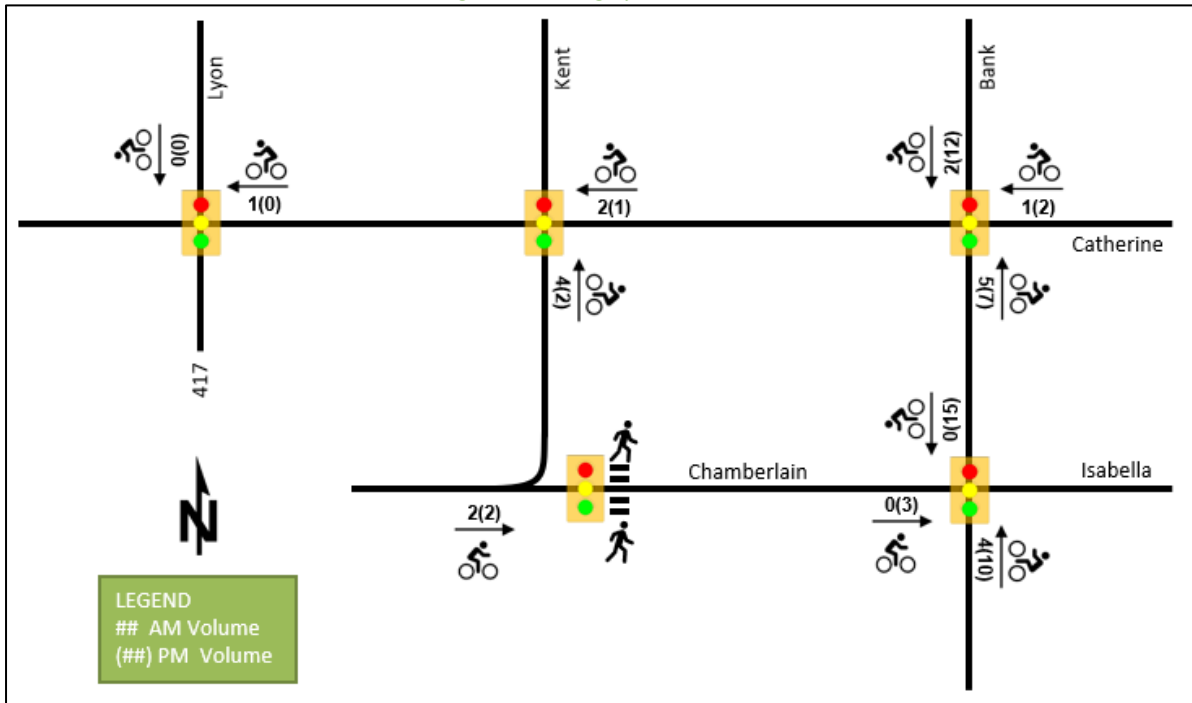 Lyon
Kent
Bank
0(0)
1(0)
2(1)
2(12)
1(2)
Catherine
4(2)
5(7)
417
0(15)
Chamberlain
Isabella
2(2)
0(3)
4(10)
N
LEGEND
## AM Volume
(##) PM Volume